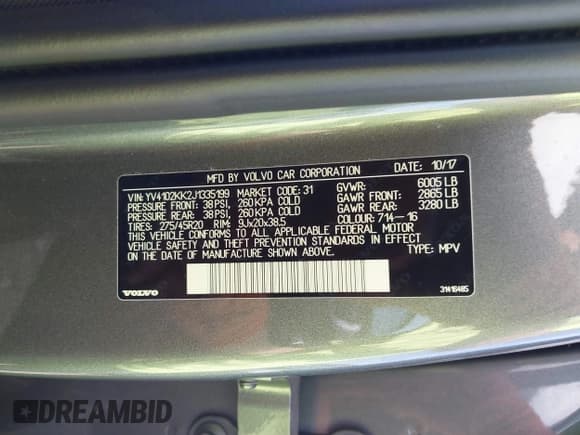 MFD BY VOLVO CAR CORPORATION DATE: 10/17
VIN: YV4102KK2J1335199 MARKET CODE: 31 GVWR: 6005 LB
PRESSURE FRONT: 38 PSI, 260 KPA COLD GAWR FRONT: 2865 LB
PRESSURE REAR: 38 PSI, 260 KPA COLD GAWR REAR: 3280 LB
TIRES: 275/45R20 RIM: 9Jx20x38.5 COLOUR: 714-16
THIS VEHICLE CONFORMS TO ALL APPLICABLE FEDERAL MOTOR
VEHICLE SAFETY AND THEFT PREVENTION STANDARDS IN EFFECT
ON THE DATE OF MANUFACTURE SHOWN ABOVE. TYPE: MPV
VOLVO 31416485
DREAMBID